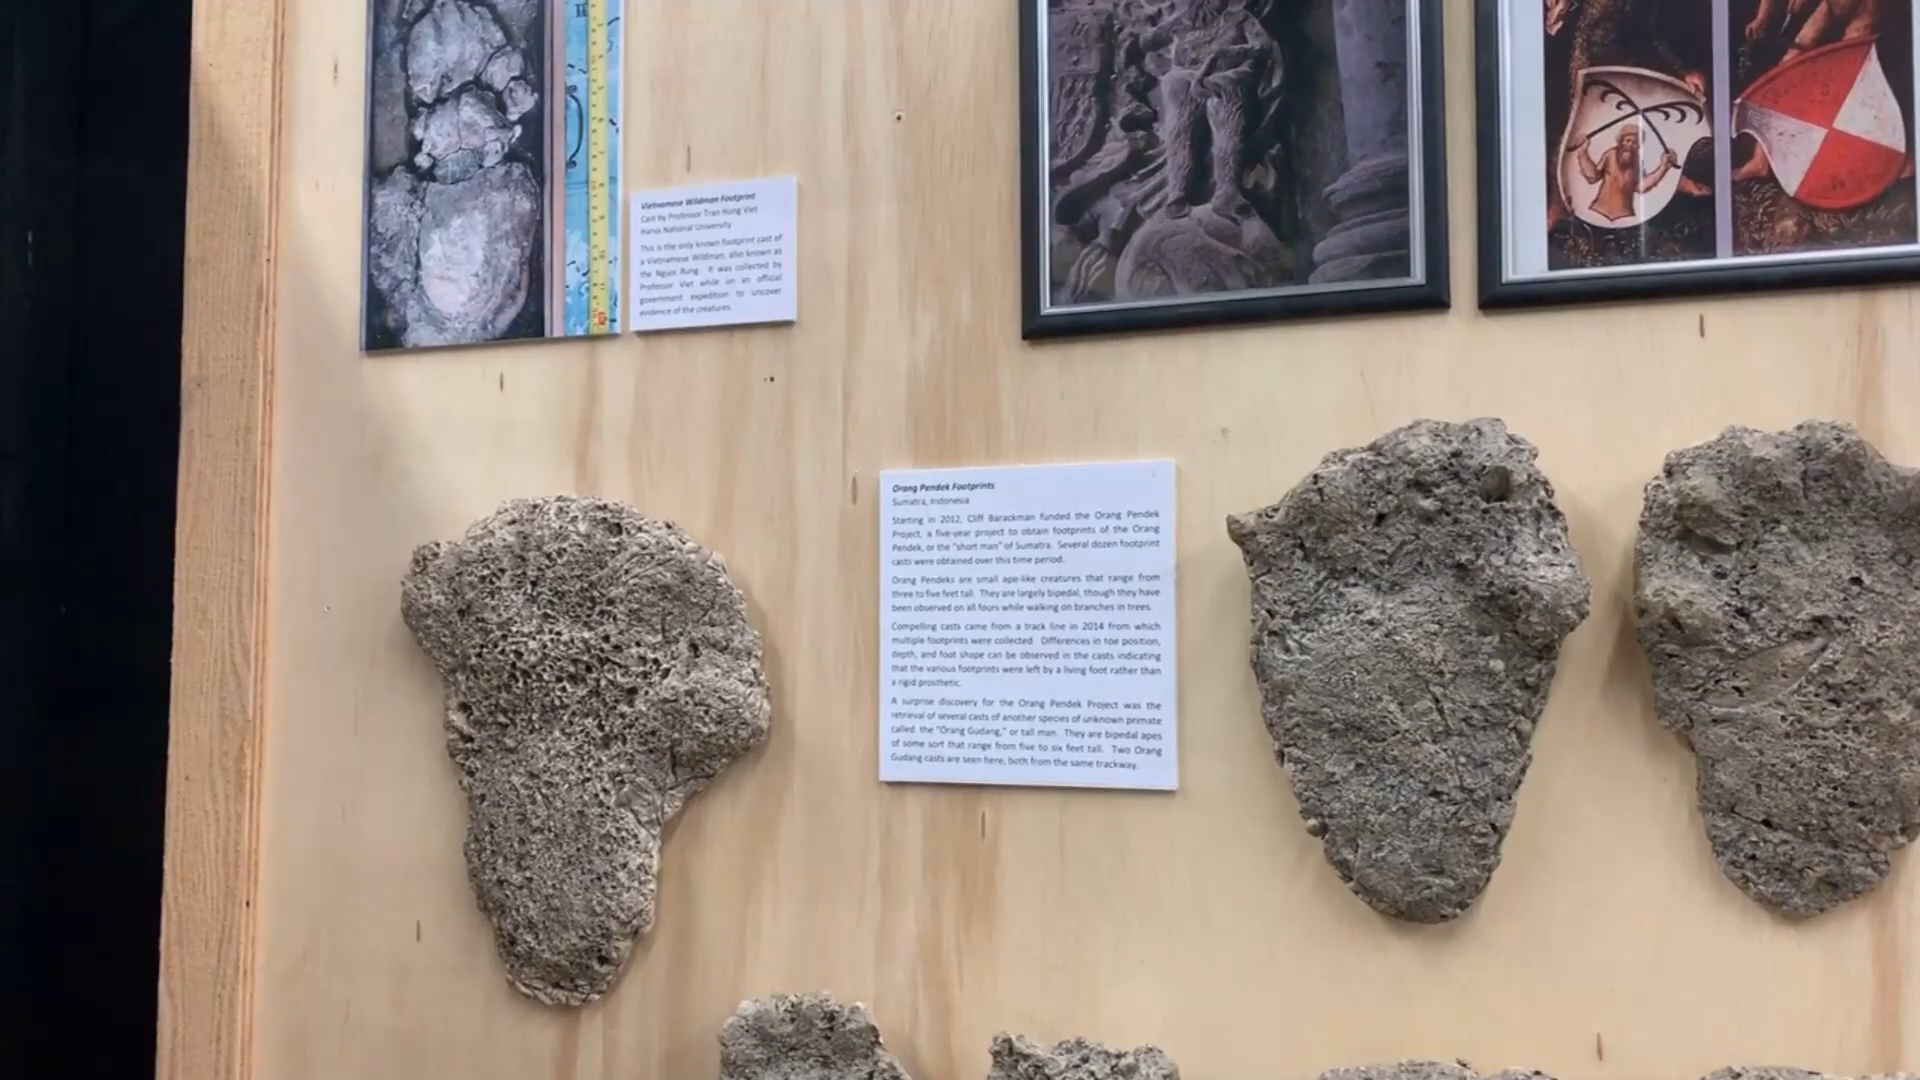 Vietnamese Wildman Footprint
Cast by Professor Tran Hong Viet
Hanoi National University
This is the only known footprint cast of
a Vietnamese Wildman, also known as
the Nguoi Rung. It was collected by
Professor Viet while on an official
government expedition to uncover
evidence of the creatures.
Orang Pendek Footprints
Sumatra, Indonesia
Starting in 2012, Cliff Barackman funded the Orang Pendek
Project, a five-year project to obtain footprints of the Orang
Pendek, or the "short man" of Sumatra. Several dozen footprint
casts were obtained over this time period.
Orang Pendeks are small ape-like creatures that range from
three to five feet tall. They are largely bipedal, though they have
been observed on all fours while walking on branches in trees.
Compelling casts came from a track line in 2014 from which
multiple footprints were collected. Differences in toe position,
depth, and foot shape can be observed in the casts indicating
that the various footprints were left by a living foot rather than
a rigid prosthetic.
A surprise discovery for the Orang Pendek Project was the
retrieval of several casts of another species of unknown primate
called the "Orang Gudang," or tall man. They are bipedal apes
of some sort that range from five to six feet tall. Two Orang
Gudang casts are seen here, both from the same trackway.